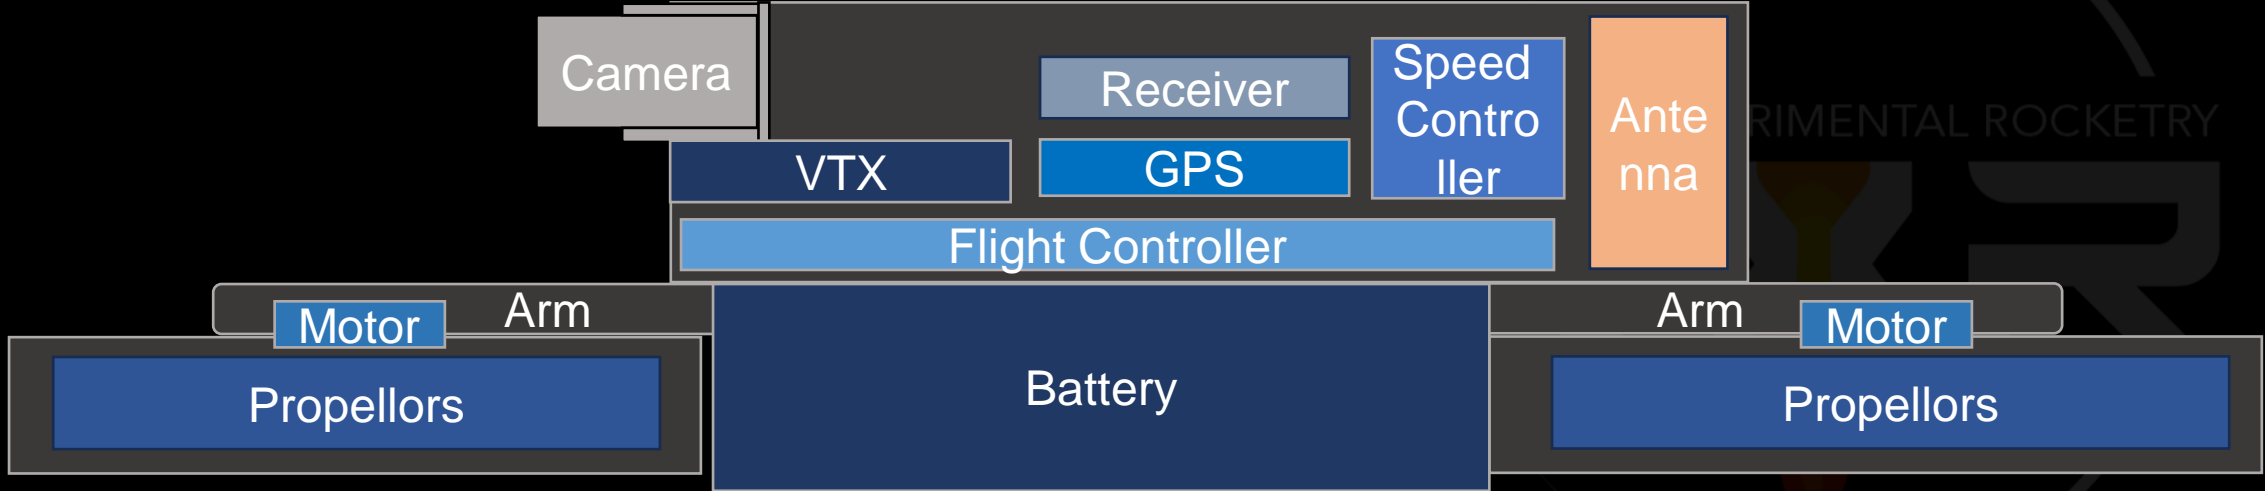 Camera
Receiver
Speed
Contro
ller
Ante
nna
RIMENTAL ROCKETRY
VTX
GPS
Flight Controller
Arm
Motor
Arm
Motor
Propellors
Battery
Propellors